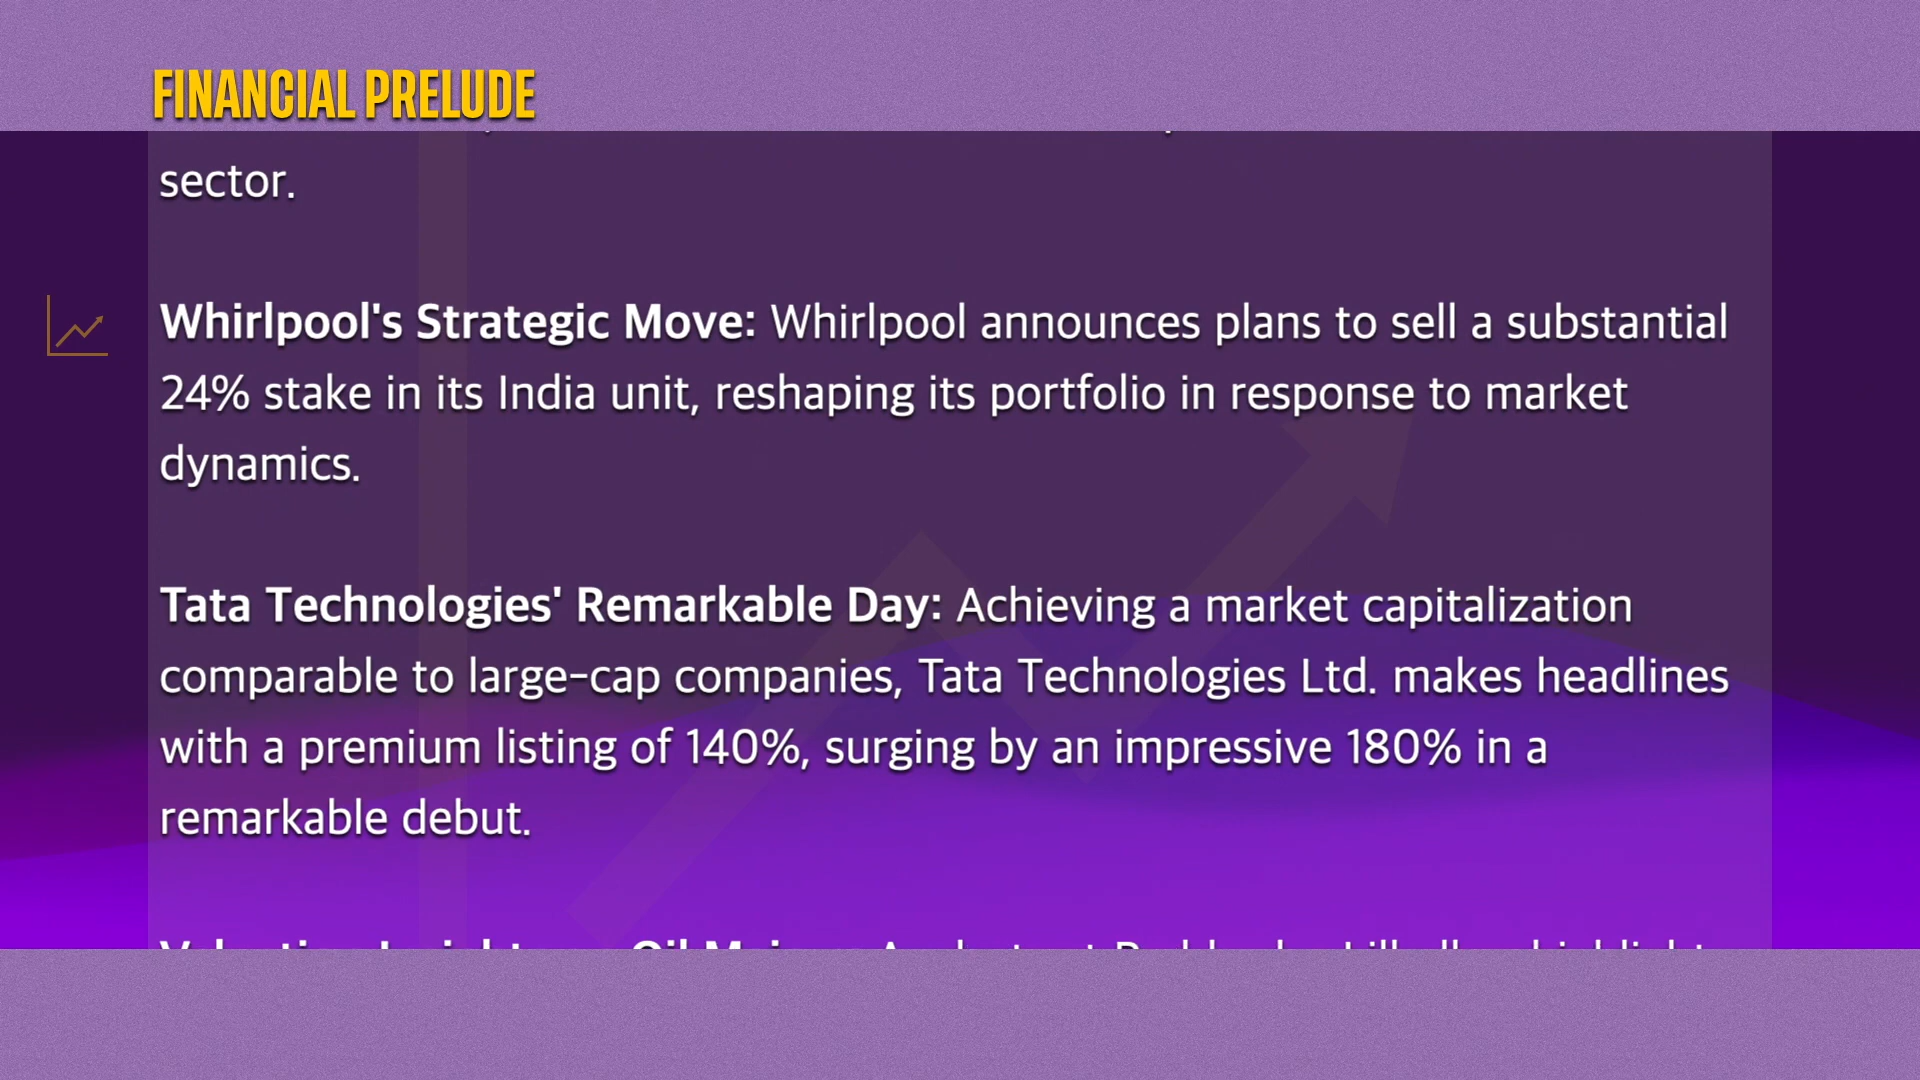 FINANCIAL PRELUDE
sector.
Whirlpool's Strategic Move: Whirlpool announces plans to sell a substantial
24% stake in its India unit, reshaping its portfolio in response to market
dynamics.
Tata Technologies' Remarkable Day: Achieving a market capitalization
comparable to large-cap companies, Tata Technologies Ltd. makes headlines
with a premium listing of 140%, surging by an impressive 180% in a
remarkable debut.